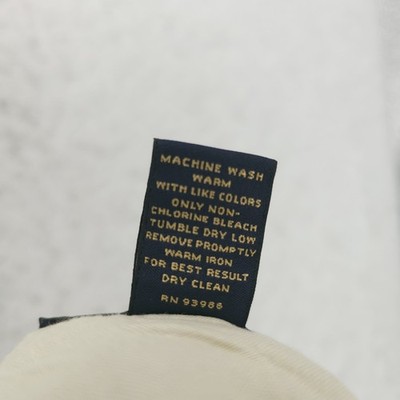 MACHINE WASH
WARM
WITH LIKE COLORS
ONLY NON-
CHLORINE BLEACH
TUMBLE DRY LOW
REMOVE PROMPTLY
WARM IRON
FOR BEST RESULT
DRY CLEAN
RN 93986